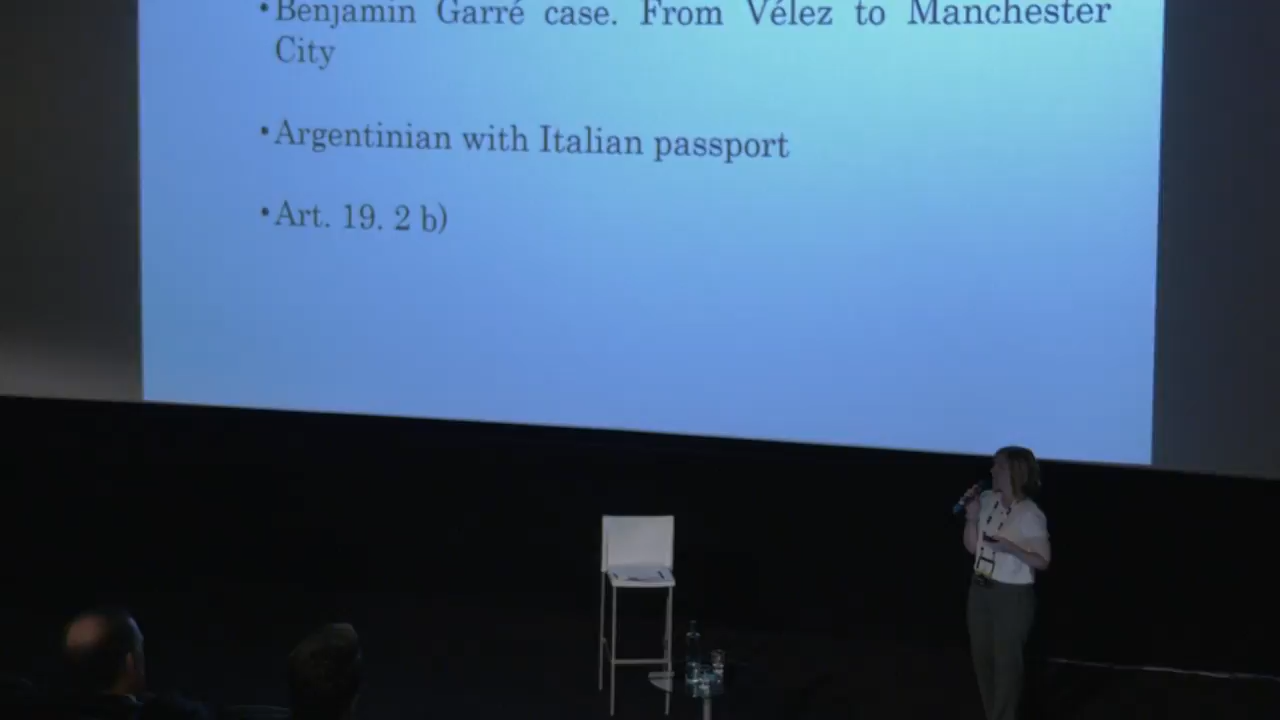 •Benjamin Garré case. From Vélez to Manchester
City
•Argentinian with Italian passport
•Art. 19. 2 b)